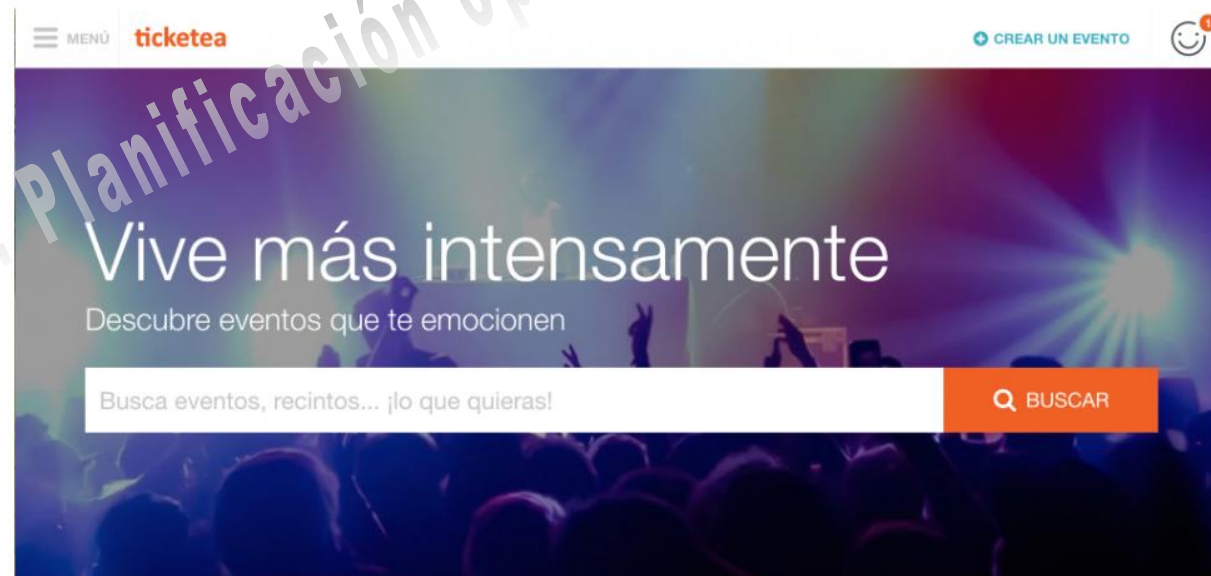 MENÚ ticketea
CREAR UN EVENTO
1
Planificación
Vive más intensamente
Descubre eventos que te emocionen
Busca eventos, recintos... ¡lo que quieras!
BUSCAR